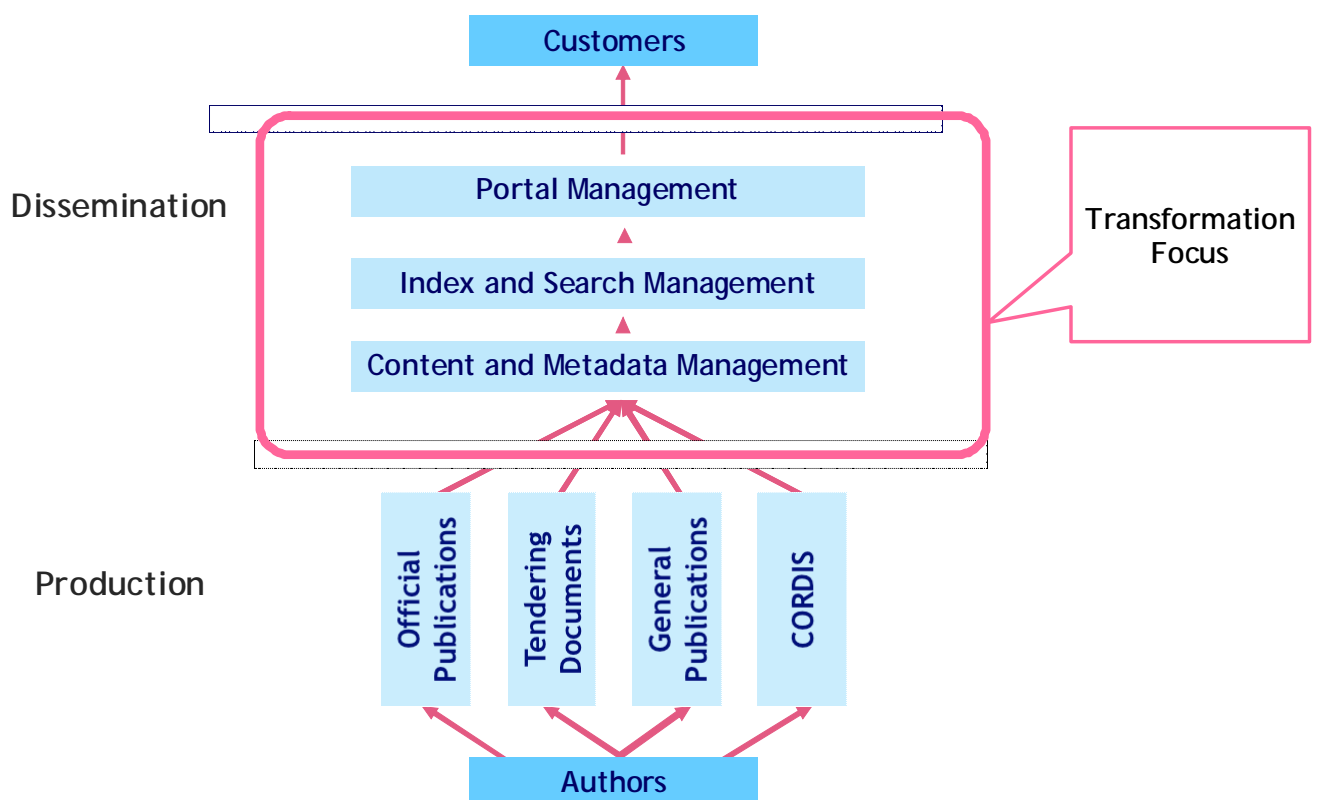 Customers
Dissemination
Portal Management
Index and Search Management
Content and Metadata Management
Transformation
Focus
Production
Official
Publications
Tendering
Documents
General
Publications
CORDIS
Authors